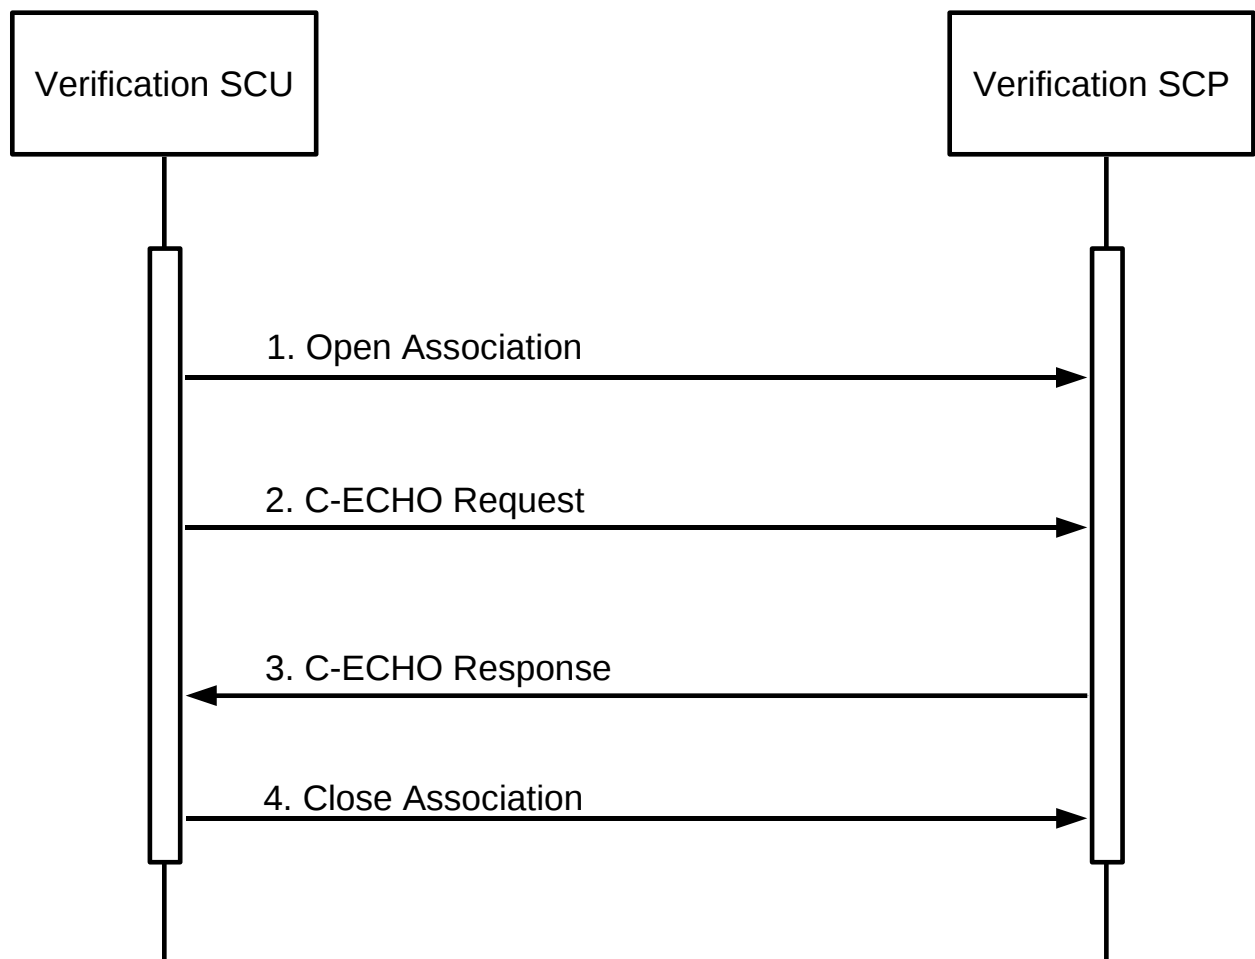 Verification SCU
Verification SCP
1. Open Association
2. C-ECHO Request
3. C-ECHO Response
4. Close Association